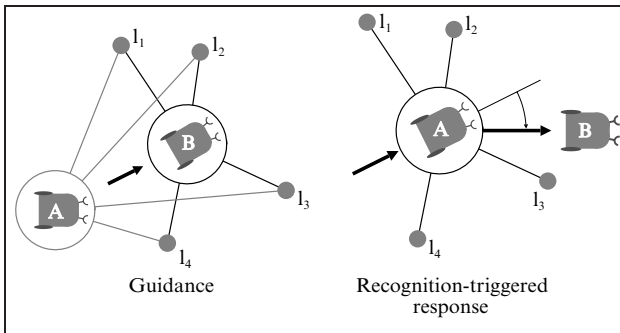 l1
l2
B
A
l3
l4
Guidance
l1
l2
A
B
l3
l4
Recognition-triggered
response